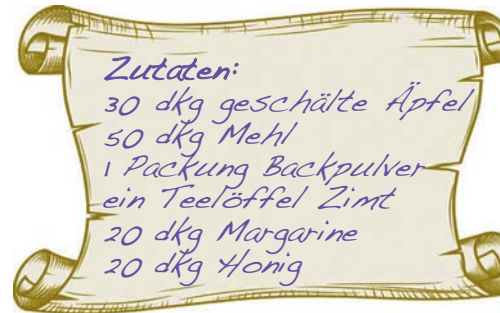 Zutaten:
30 dkg geschälte Äpfel
50 dkg Mehl
1 Packung Backpulver
ein Teelöffel Zimt
20 dkg Margarine
20 dkg Honig